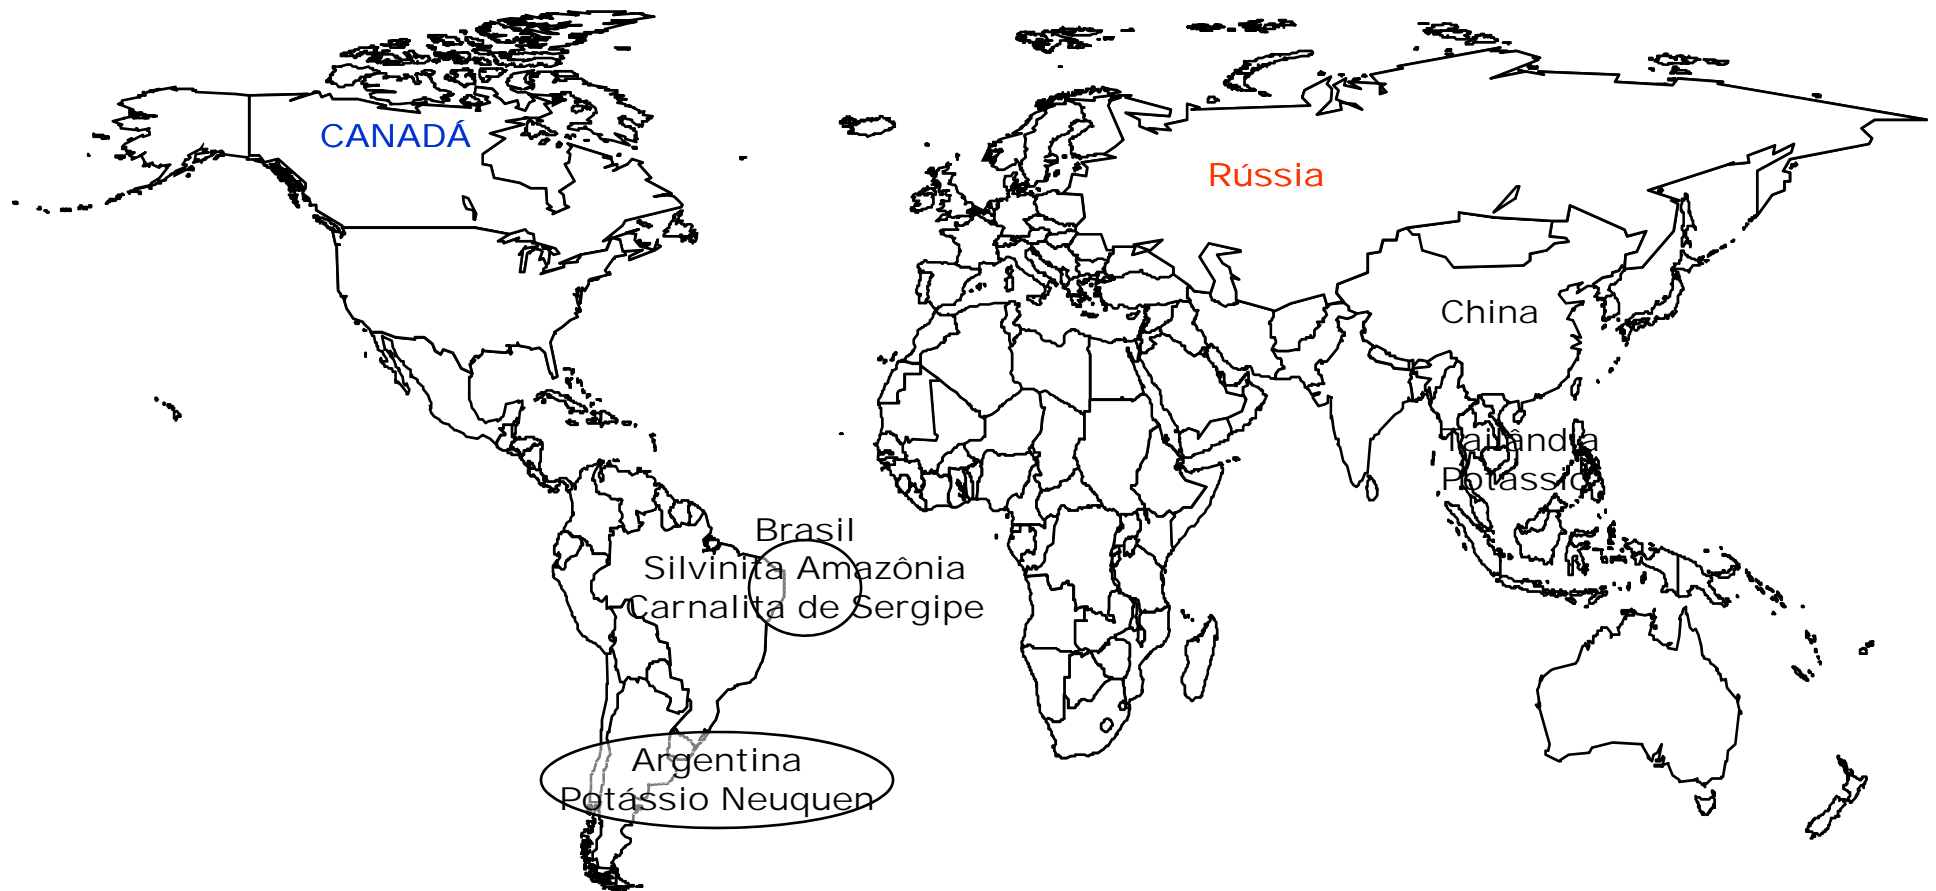 CANADÁ
Rússia
China
Tailândia
Potássio
Brasil
Silvinita Amazônia
Carnalita de Sergipe
Argentina
Potássio Neuquen